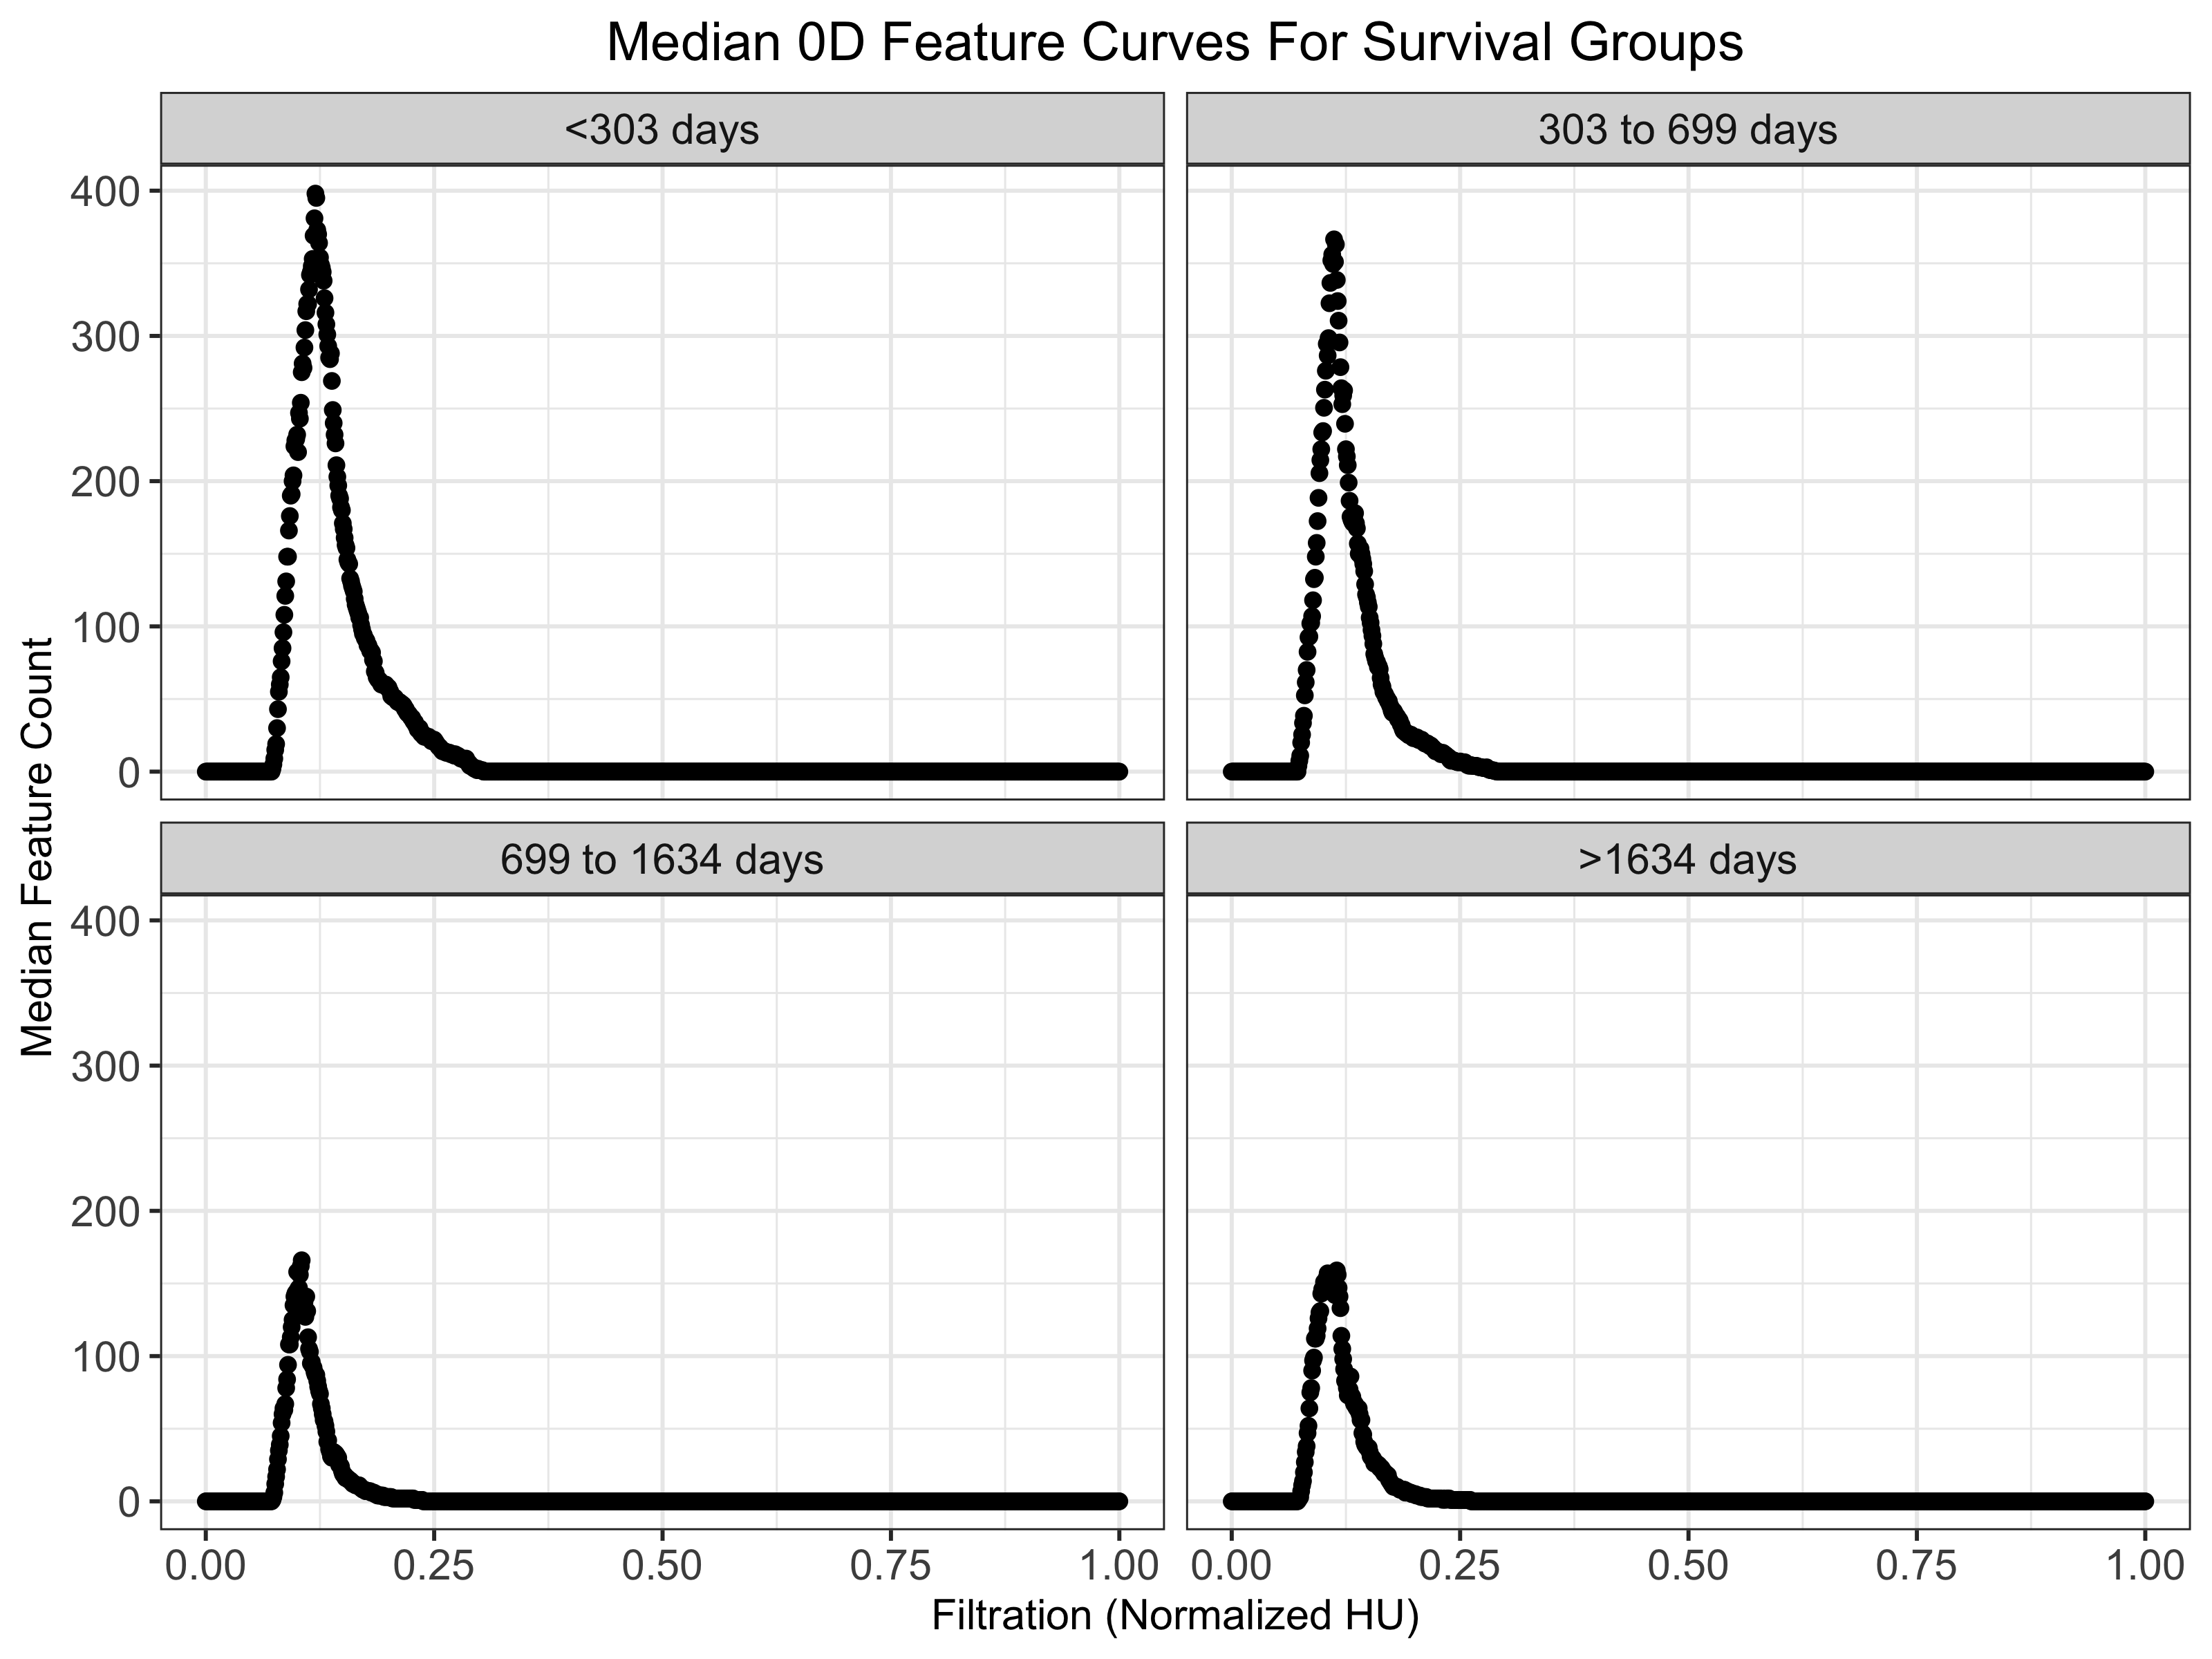 Median 0D Feature Curves For Survival Groups
<303 days
303 to 699 days
400
300
200
100
0
699 to 1634 days
>1634 days
400
300
200
100
0
Median Feature Count
0.00 0.25 0.50 0.75 1.00
0.00 0.25 0.50 0.75 1.00
Filtration (Normalized HU)